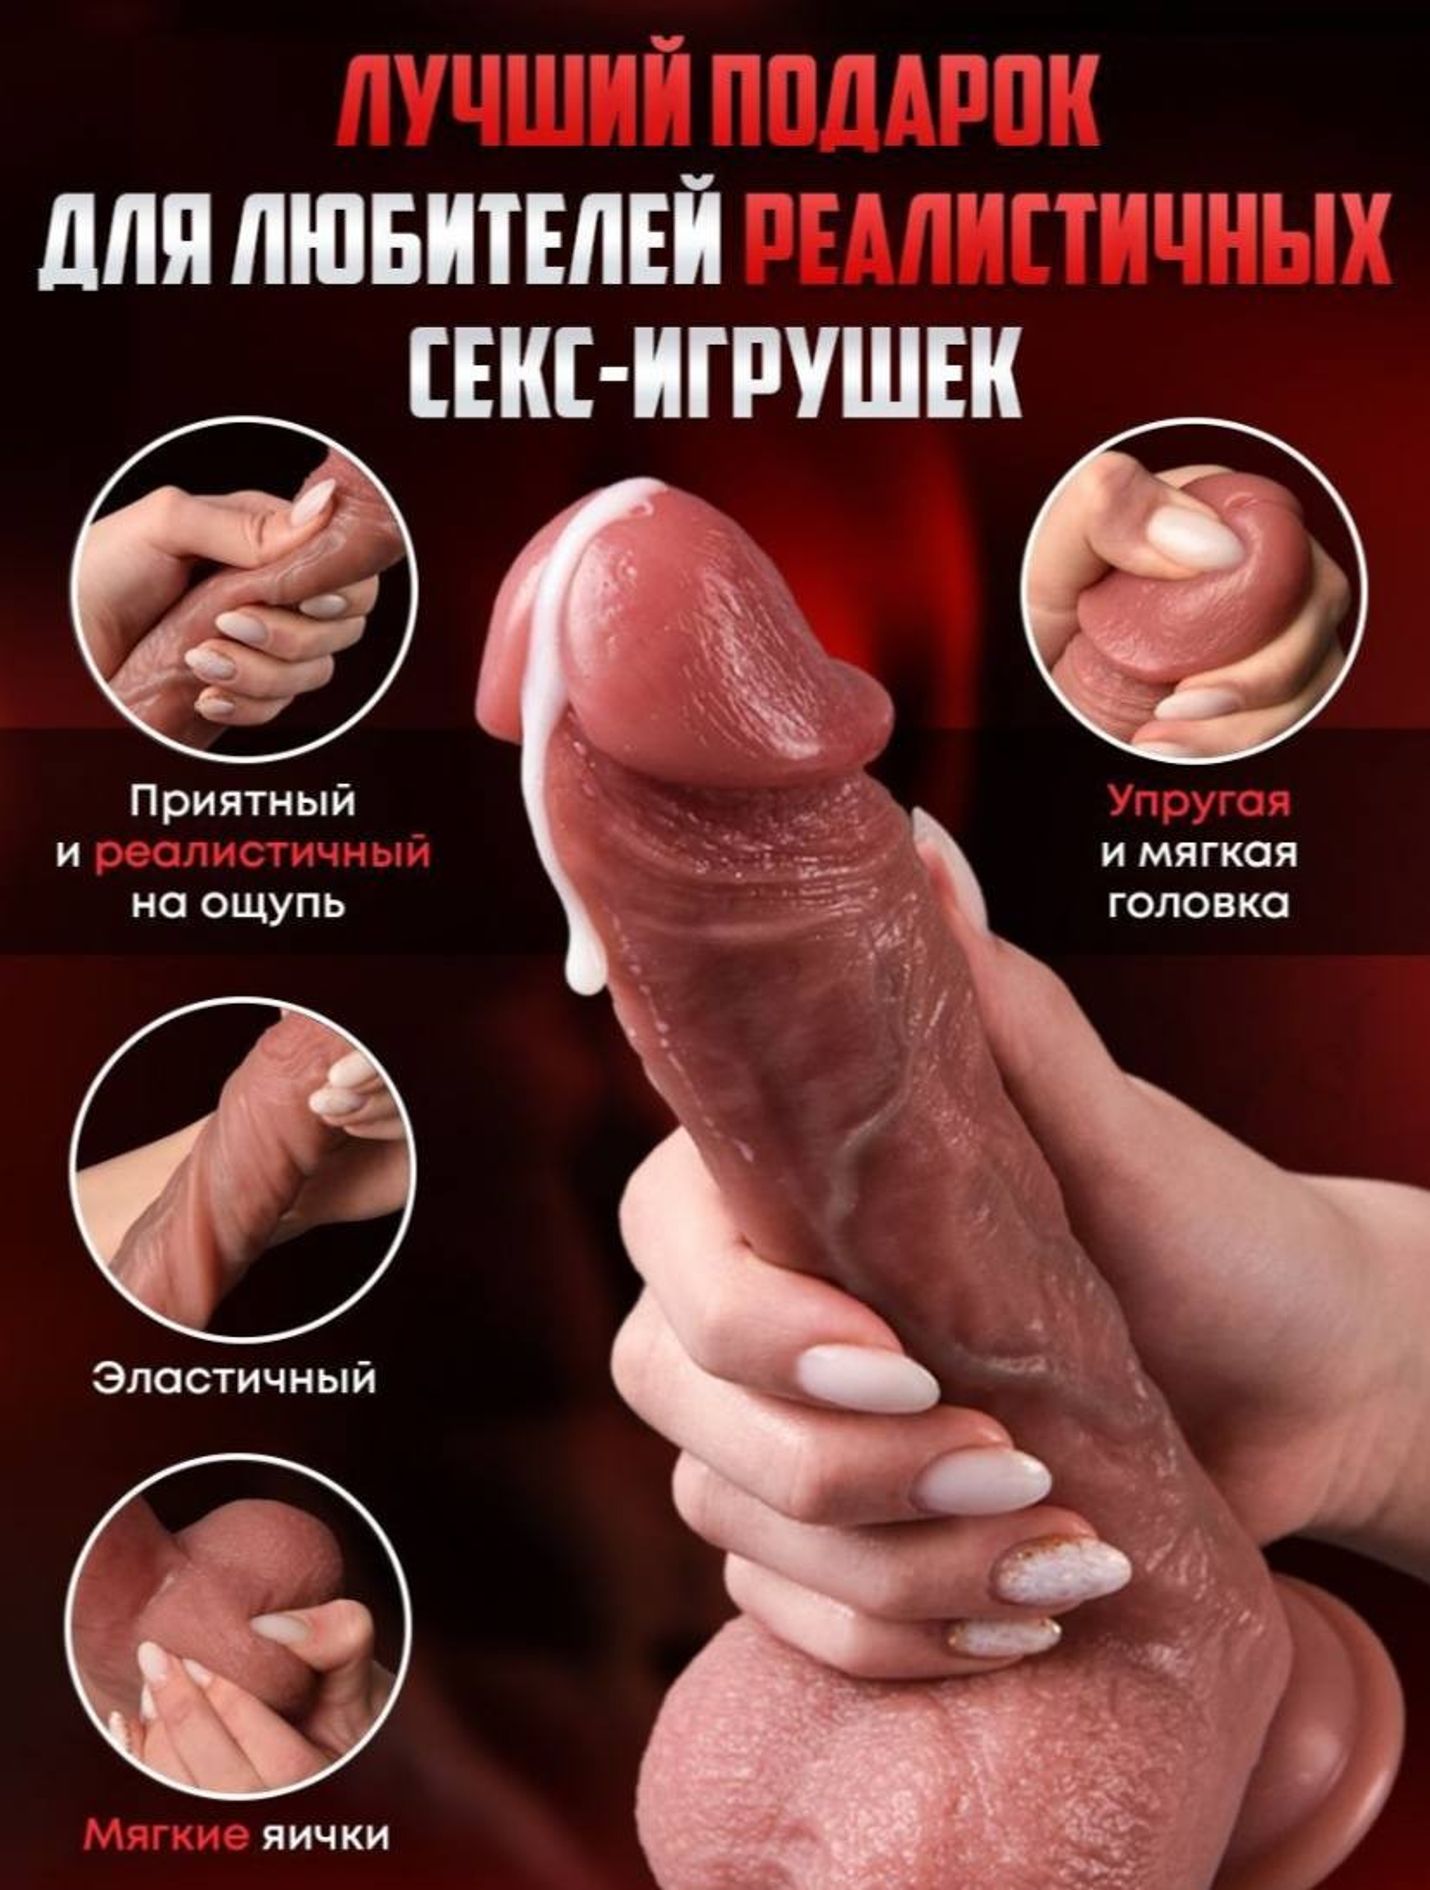 ЛУЧШИЙ ПОДАРОК
ДЛЯ ЛЮБИТЕЛЕЙ РЕАЛИСТИЧНЫХ
СЕКС-ИГРУШЕК
Приятный
и реалистичный
на ощупь
Упругая
и мягкая
головка
Эластичный
Мягкие яички